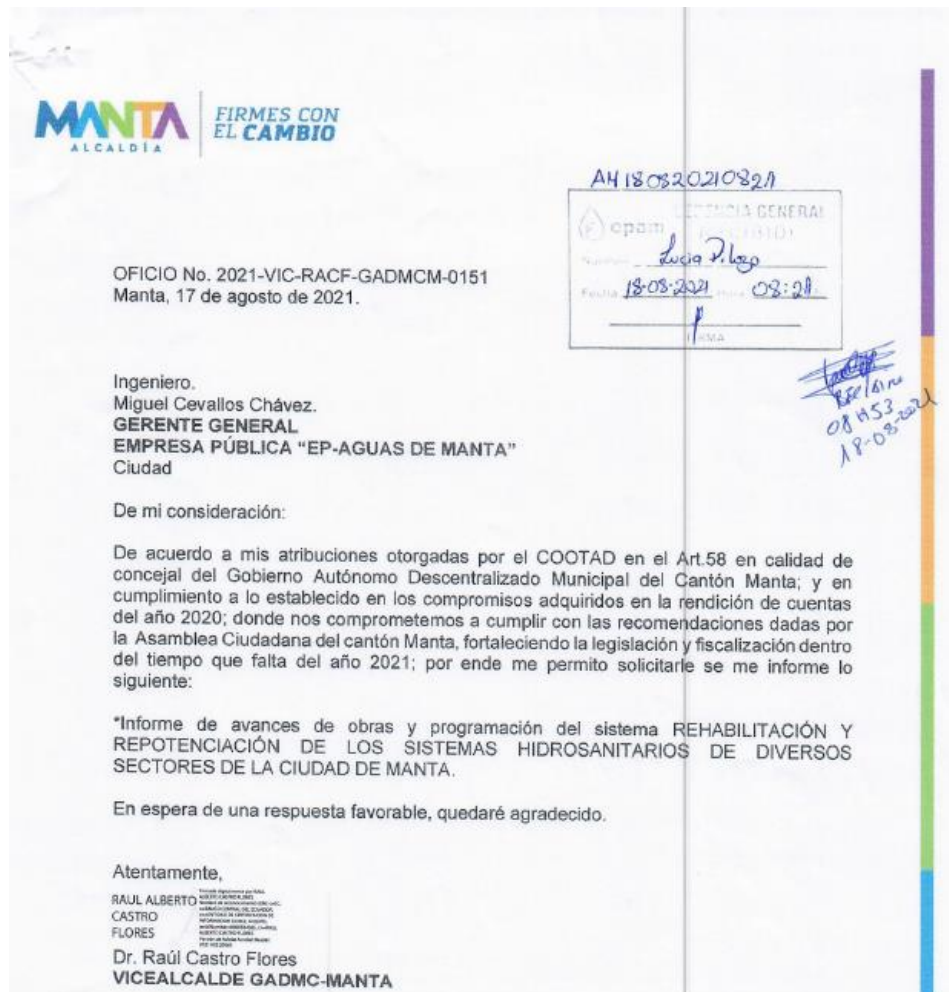 MANTA
ALCALDÍA
FIRMES CON
EL CAMBIO
GENERAL
epam
Lucia P. Lozo
Fecha 18-08-2021 Hora 08:21
FIRMA
OFICIO No. 2021-VIC-RACF-GADMCM-0151
Manta, 17 de agosto de 2021.
08H53
18-08-2021
Ingeniero.
Miguel Cevallos Chávez.
GERENTE GENERAL
EMPRESA PÚBLICA “EP-AGUAS DE MANTA”
Ciudad
De mi consideración:
De acuerdo a mis atribuciones otorgadas por el COOTAD en el Art.58 en calidad de
concejal del Gobierno Autónomo Descentralizado Municipal del Cantón Manta; y en
cumplimiento a lo establecido en los compromisos adquiridos en la rendición de cuentas
del año 2020; donde nos comprometemos a cumplir con las recomendaciones dadas por
la Asamblea Ciudadana del cantón Manta, fortaleciendo la legislación y fiscalización dentro
del tiempo que falta del año 2021; por ende me permito solicitarle se me informe lo
siguiente:
*Informe de avances de obras y programación del sistema REHABILITACIÓN Y
REPOTENCIACIÓN DE LOS SISTEMAS HIDROSANITARIOS DE DIVERSOS
SECTORES DE LA CIUDAD DE MANTA.
En espera de una respuesta favorable, quedaré agradecido.
Atentamente,
RAUL ALBERTO
CASTRO
FLORES
Dr. Raúl Castro Flores
VICEALCALDE GADMC-MANTA